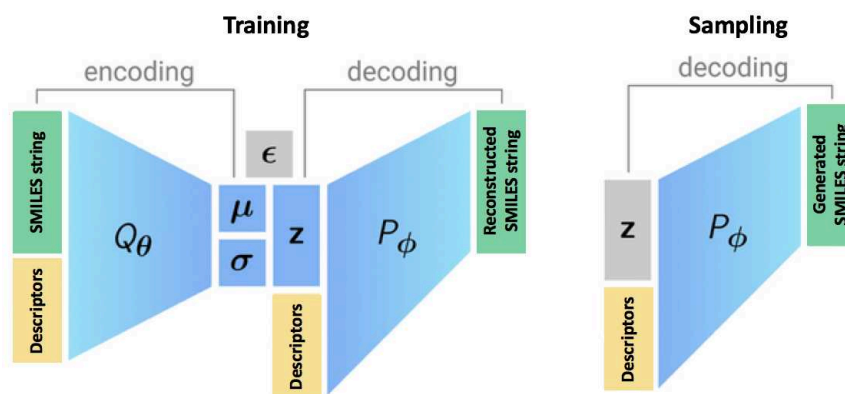 Training
Sampling
encoding
decoding
decoding
SMILES string
Descriptors
Q_θ
ϵ
μ
σ
z
Descriptors
P_ϕ
Reconstructed
SMILES string
z
Descriptors
P_ϕ
Generated
SMILES string